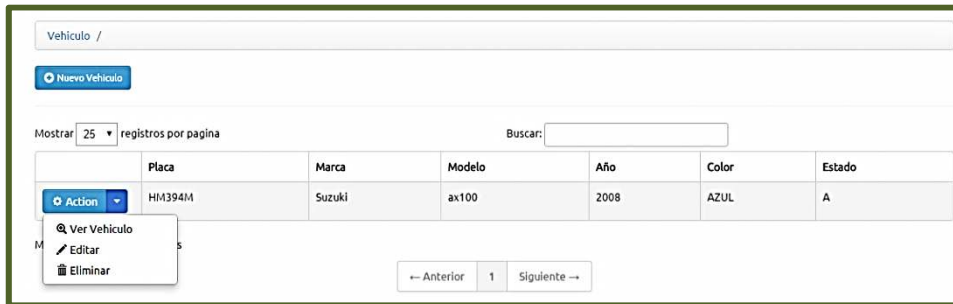 Vehiculo /
Nuevo Vehiculo
Mostrar 25 registros por pagina Buscar:
Placa Marca Modelo Año Color Estado
Action HM394M Suzuki ax100 2008 AZUL A
Ver Vehiculo
M s
Editar
Eliminar
← Anterior 1 Siguiente →